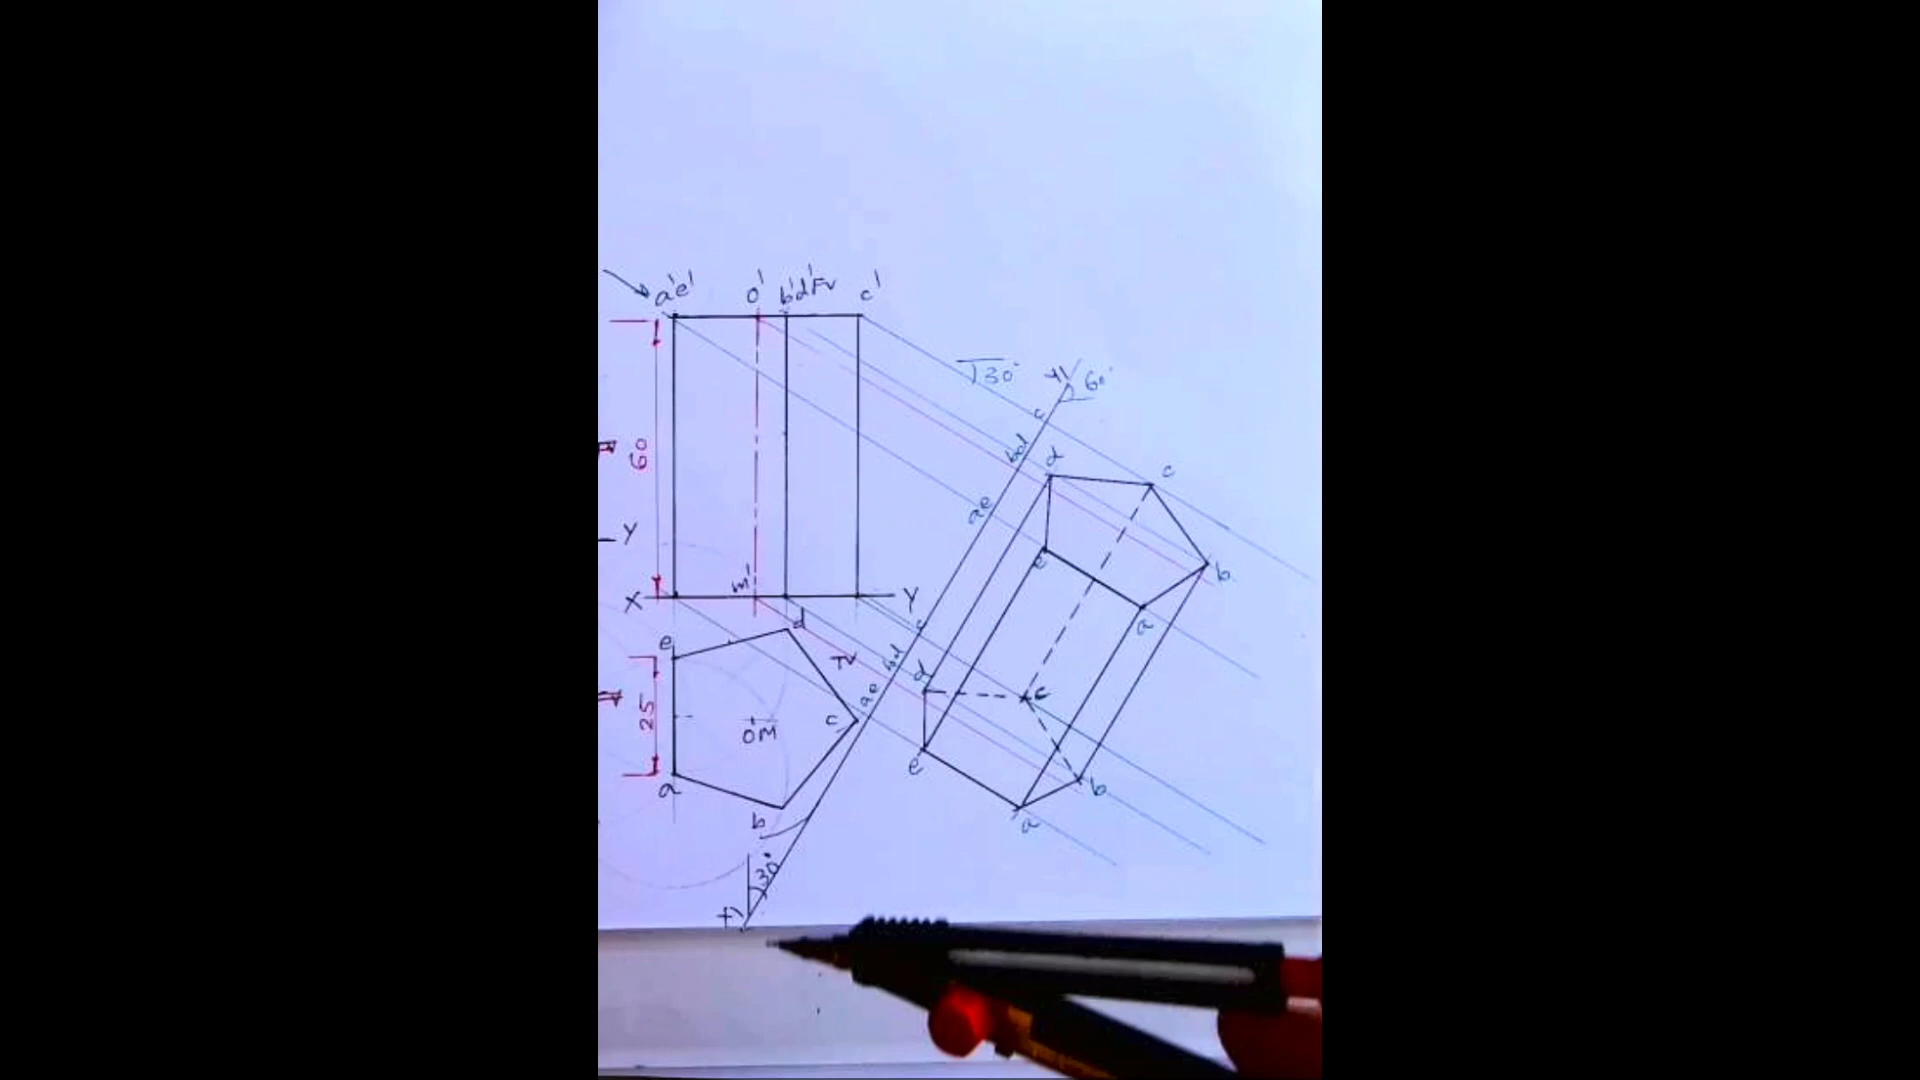 a'e' o' b'd' FV c'
30° Y1 60°
c
bd d c
60 ae
Y e b
m' a
X Y
c
e d TV bd d c
ae
25 c
OM
e
a b
b a
30°
X1